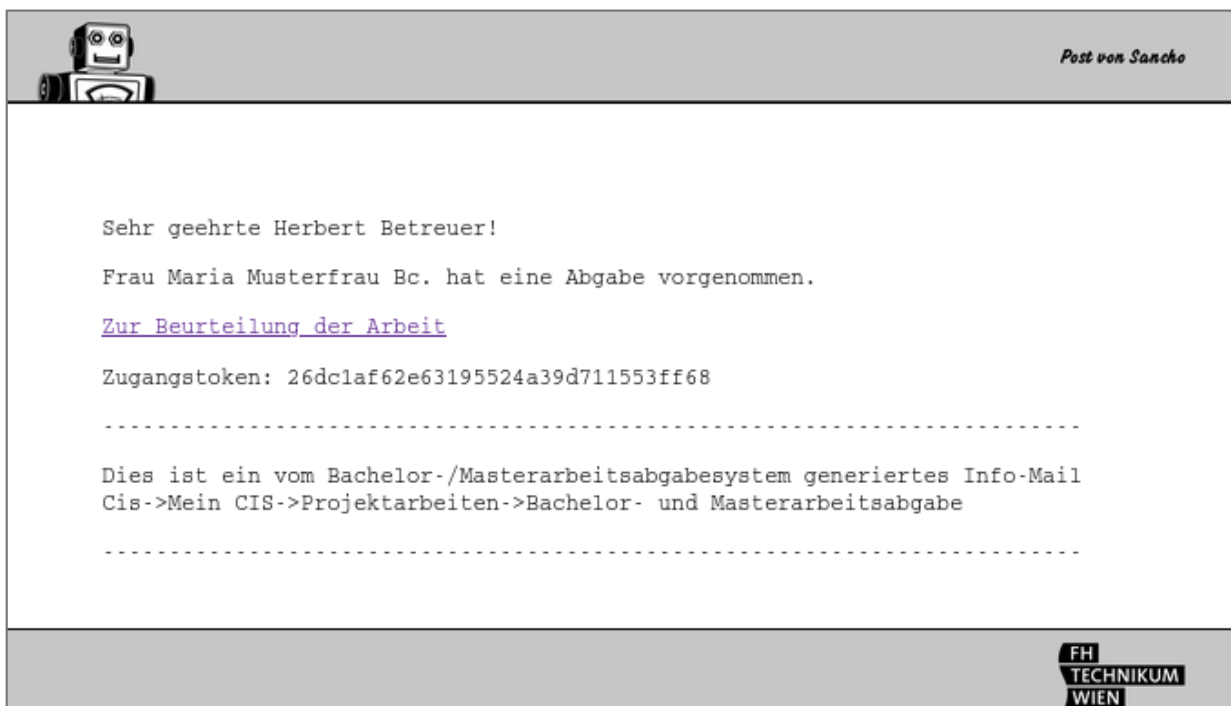 Post von Sancho
Sehr geehrte Herbert Betreuer!
Frau Maria Musterfrau Bc. hat eine Abgabe vorgenommen.
Zur Beurteilung der Arbeit
Zugangstoken: 26dc1af62e63195524a39d711553ff68
--------------------------------------------------------------------------
Dies ist ein vom Bachelor-/Masterarbeitsabgabesystem generiertes Info-Mail
Cis->Mein CIS->Projektarbeiten->Bachelor- und Masterarbeitsabgabe
--------------------------------------------------------------------------
FH
TECHNIKUM
WIEN